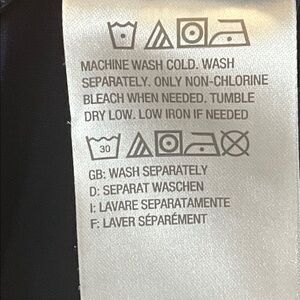 MACHINE WASH COLD. WASH
SEPARATELY. ONLY NON-CHLORINE
BLEACH WHEN NEEDED. TUMBLE
DRY LOW. LOW IRON IF NEEDED
30
GB: WASH SEPARATELY
D: SEPARAT WASCHEN
I: LAVARE SEPARATAMENTE
F: LAVER SÉPARÉMENT